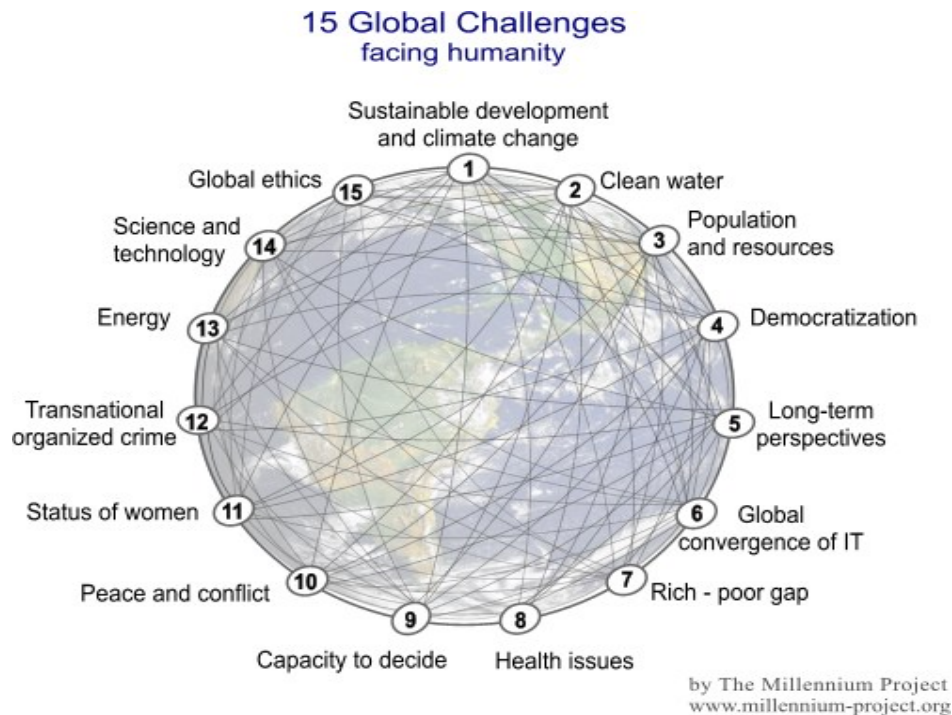 15 Global Challenges
facing humanity
Sustainable development
and climate change
1
2
Clean water
3
Population
and resources
4
Democratization
5
Long-term
perspectives
6
Global
convergence of IT
7
Rich - poor gap
8
Health issues
9
Capacity to decide
10
Peace and conflict
11
Status of women
12
Transnational
organized crime
13
Energy
14
Science and
technology
15
Global ethics
by The Millennium Project
www.millennium-project.org